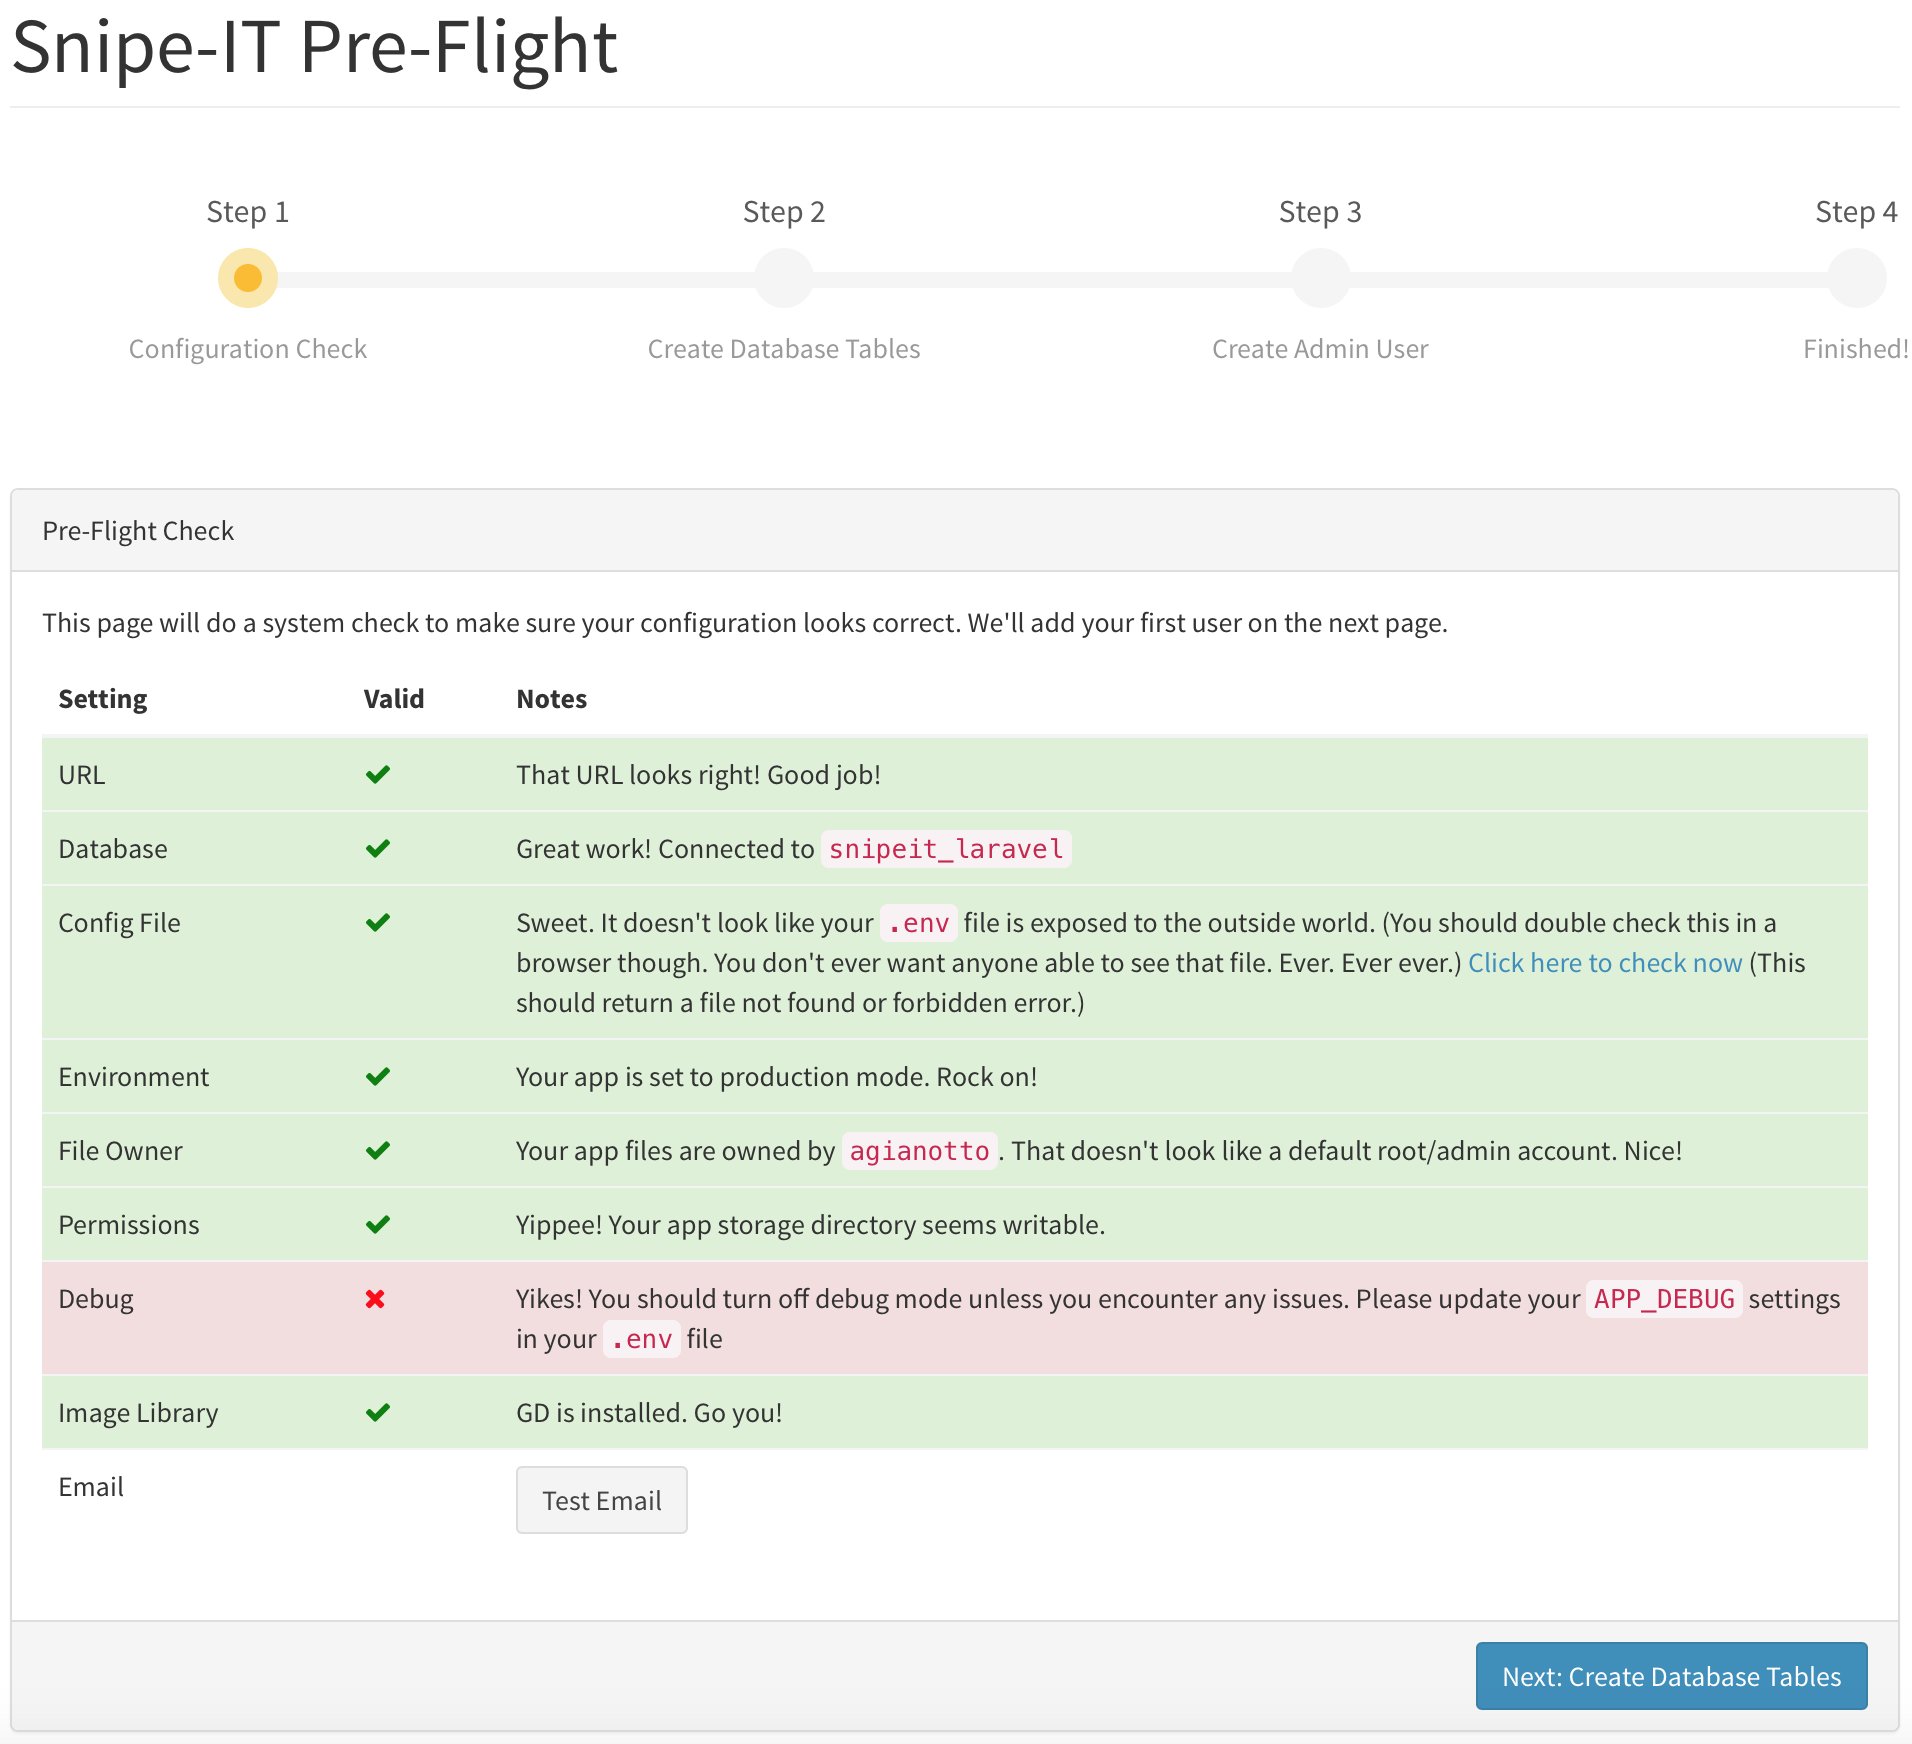 Snipe-IT Pre-Flight
Step 1
Step 2
Step 3
Step 4
Configuration Check
Create Database Tables
Create Admin User
Finished!
Pre-Flight Check
This page will do a system check to make sure your configuration looks correct. We'll add your first user on the next page.
Setting Valid Notes
URL That URL looks right! Good job!
Database Great work! Connected to snipeit_laravel
Config File Sweet. It doesn't look like your .env file is exposed to the outside world. (You should double check this in a
browser though. You don't ever want anyone able to see that file. Ever. Ever ever.) Click here to check now (This
should return a file not found or forbidden error.)
Environment Your app is set to production mode. Rock on!
File Owner Your app files are owned by agianotto. That doesn't look like a default root/admin account. Nice!
Permissions Yippee! Your app storage directory seems writable.
Debug Yikes! You should turn off debug mode unless you encounter any issues. Please update your APP_DEBUG settings
in your .env file
Image Library GD is installed. Go you!
Email Test Email
Next: Create Database Tables